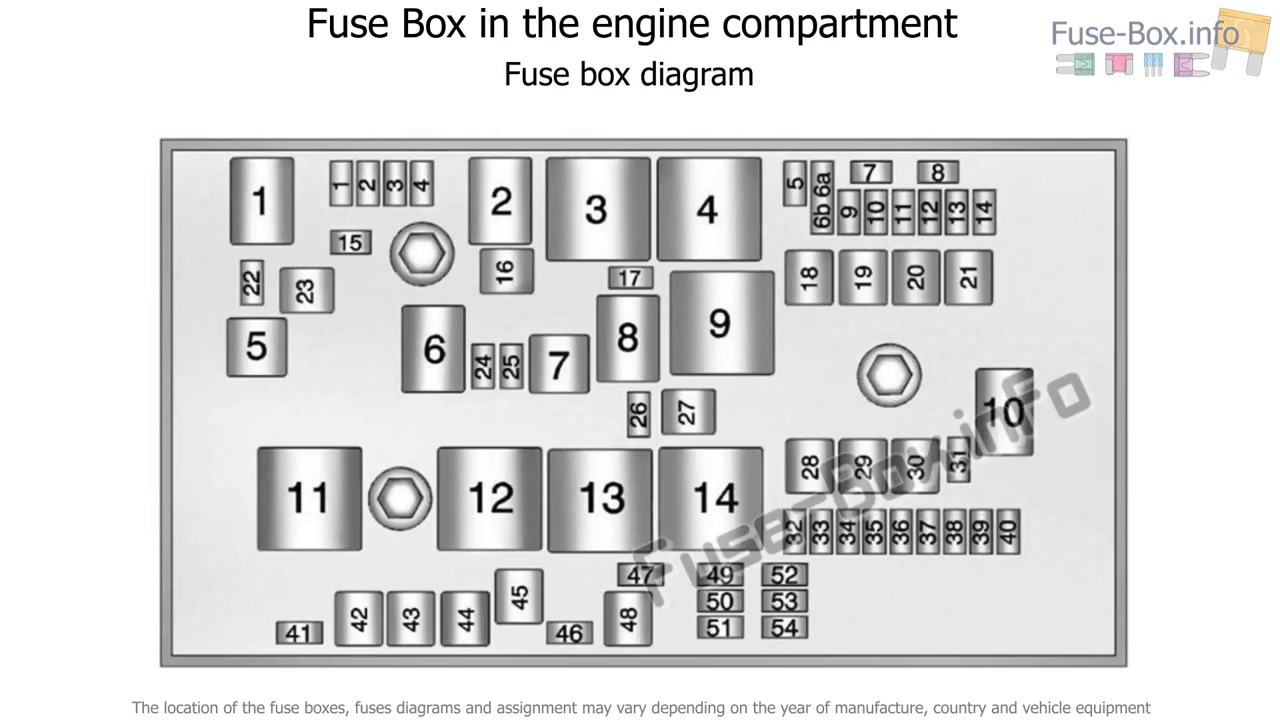 Fuse Box in the engine compartment
Fuse box diagram
Fuse-Box.info
1 1 2 3 4 2 3 4 5 6b 6a 7 8
9 10 11 12 13 14
15 16 17 18 19 20 21
22 23
5 6 24 25 7 8 9
26 27 10
11 12 13 14 28 29 30 31
32 33 34 35 36 37 38 39 40
47 49 52
45 50 53
41 42 43 44 46 48 51 54
Fuse-Box.info
The location of the fuse boxes, fuses diagrams and assignment may vary depending on the year of manufacture, country and vehicle equipment